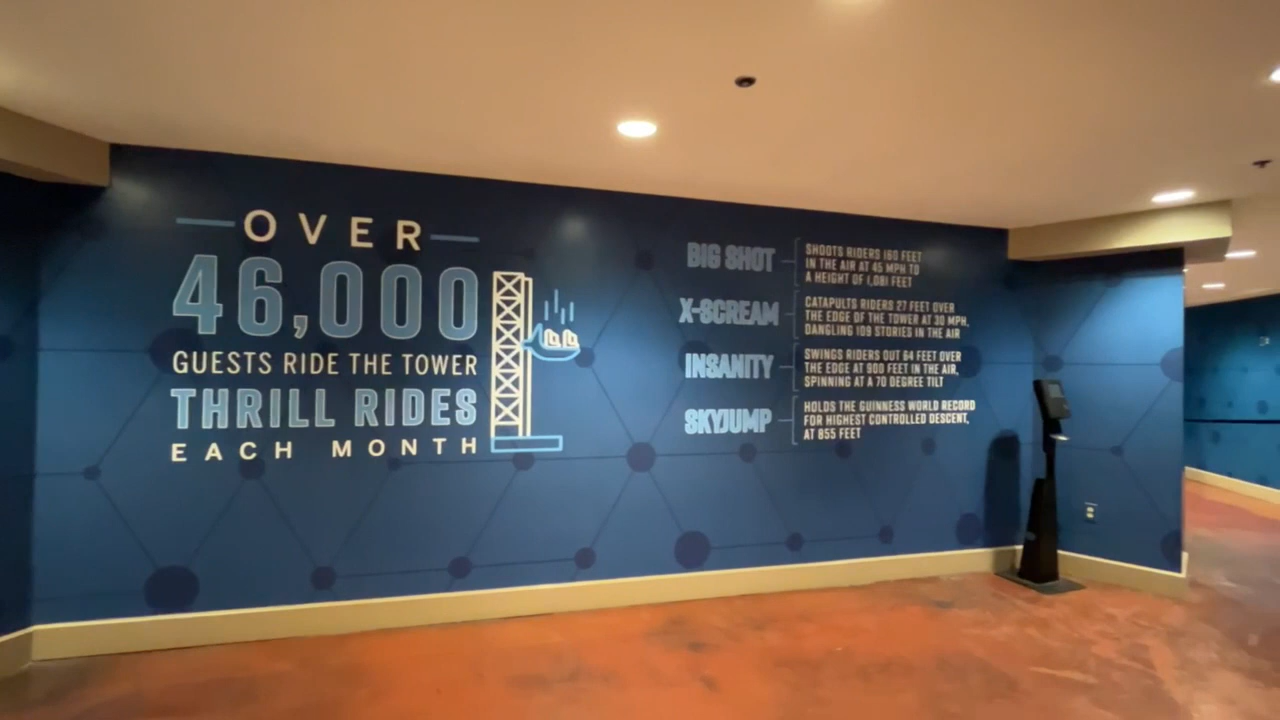 OVER
46,000
GUESTS RIDE THE TOWER
THRILL RIDES
EACH MONTH
BIG SHOT
SHOOTS RIDERS 160 FEET
IN THE AIR AT 45 MPH TO
A HEIGHT OF 1,081 FEET
X-SCREAM
CATAPULTS RIDERS 27 FEET OVER
THE EDGE OF THE TOWER AT 30 MPH,
DANGLING 109 STORIES IN THE AIR
INSANITY
SWINGS RIDERS OUT 64 FEET OVER
THE EDGE AT 900 FEET IN THE AIR,
SPINNING AT A 70 DEGREE TILT
SKYJUMP
HOLDS THE GUINNESS WORLD RECORD
FOR HIGHEST CONTROLLED DESCENT,
AT 855 FEET